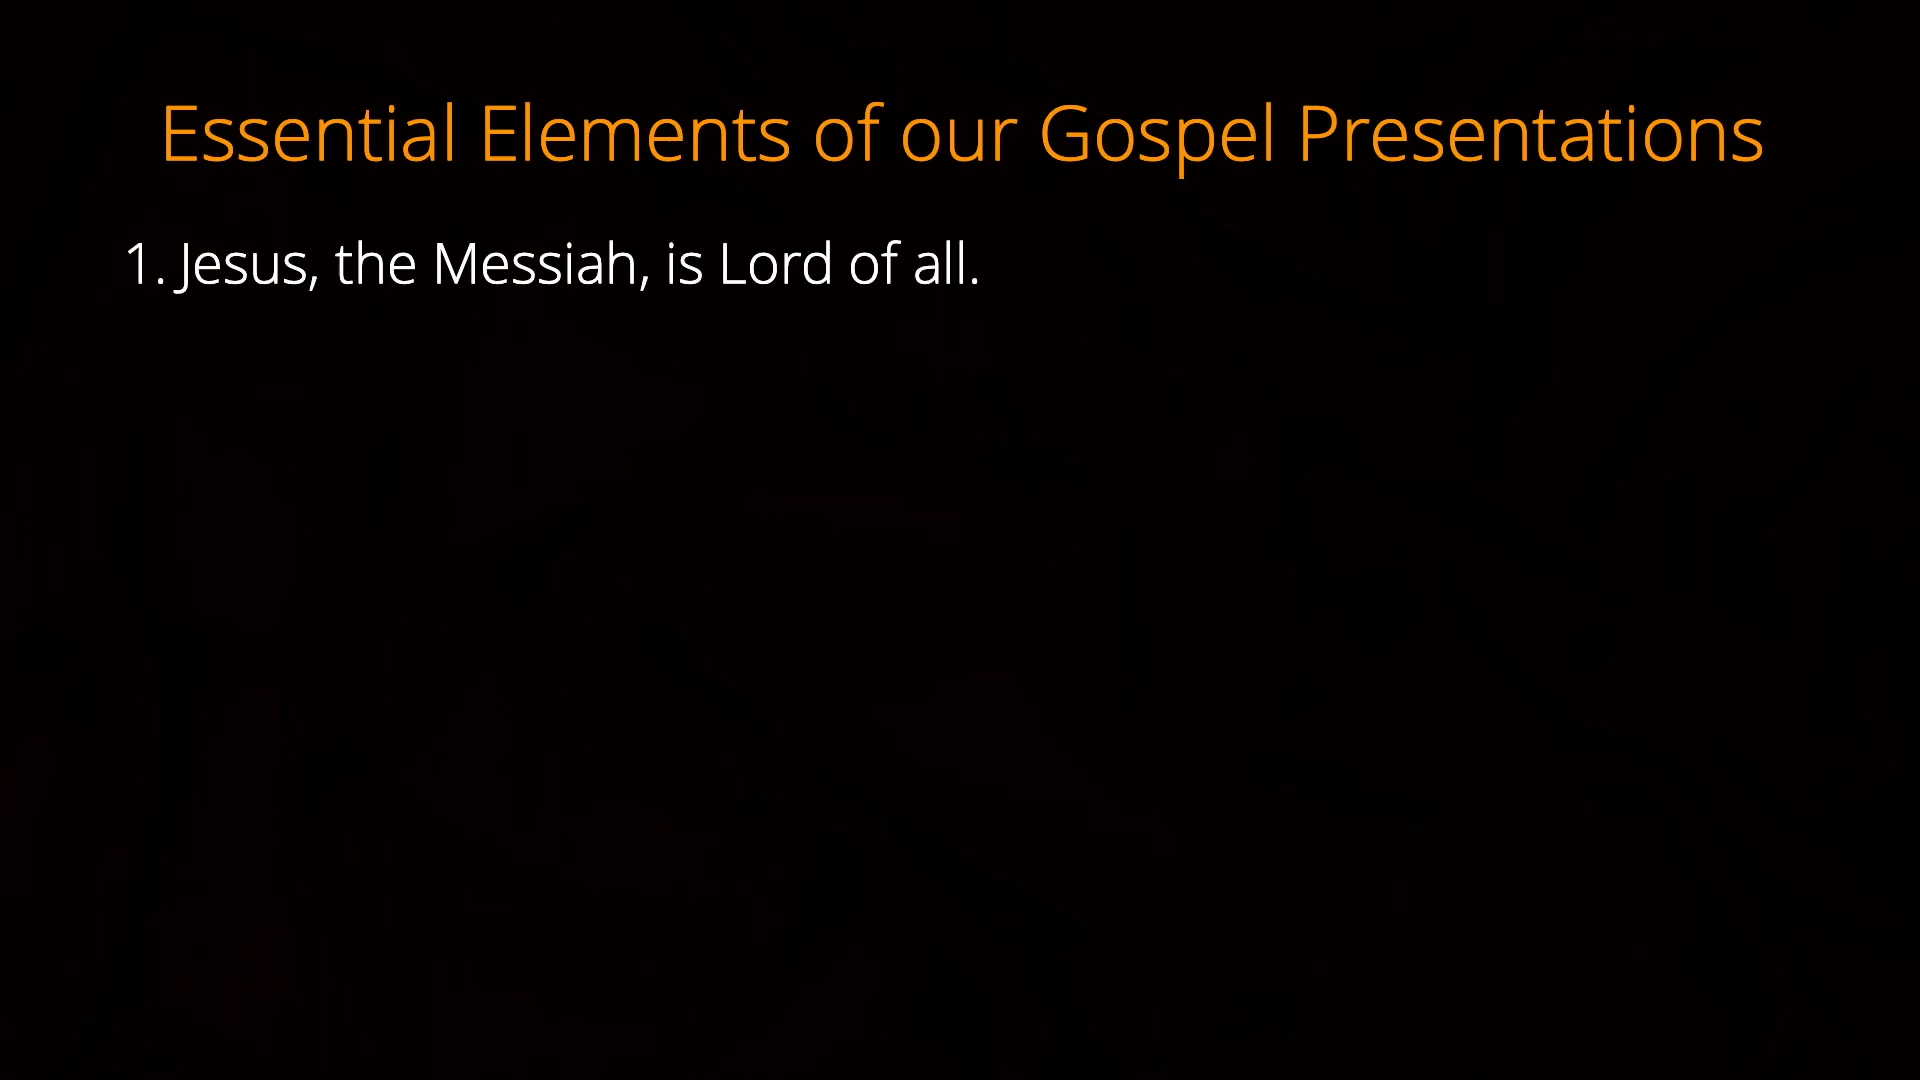 Essential Elements of our Gospel Presentations
1. Jesus, the Messiah, is Lord of all.